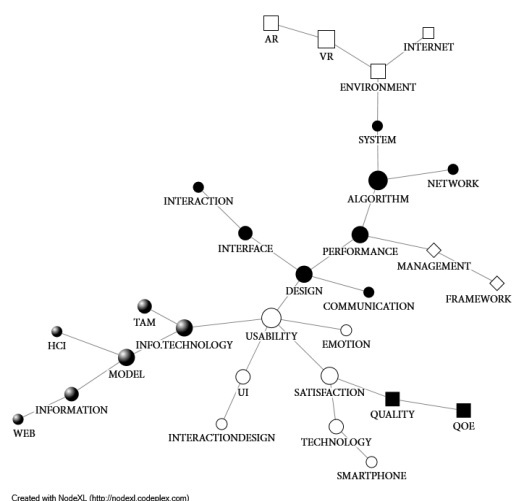 AR
VR
INTERNET
ENVIRONMENT
SYSTEM
ALGORITHM
NETWORK
INTERACTION
INTERFACE
PERFORMANCE
MANAGEMENT
FRAMEWORK
DESIGN
COMMUNICATION
TAM
INFO.TECHNOLOGY
USABILITY
EMOTION
HCI
MODEL
INFORMATION
WEB
UI
INTERACTIONDESIGN
SATISFACTION
QUALITY
QOE
TECHNOLOGY
SMARTPHONE
Created with NodeXL (http://nodexl.codeplex.com)